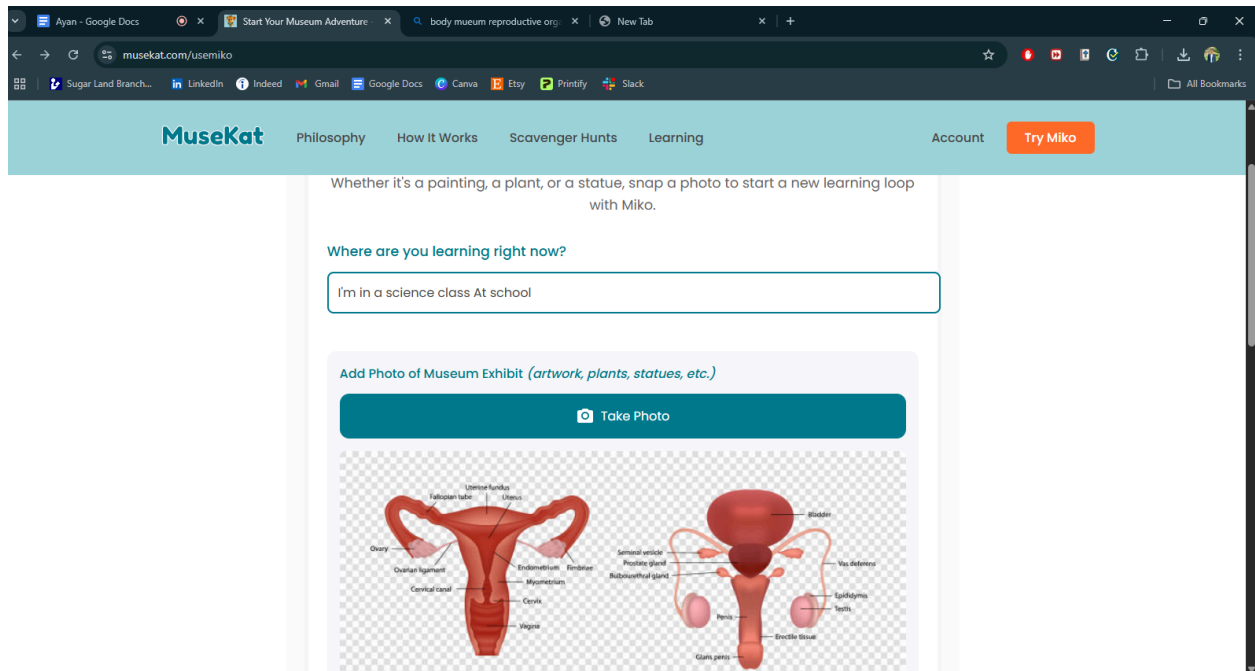 Ayan - Google Docs
Start Your Museum Adventure -
body mueum reproductive orga
New Tab
musekat.com/usemiko
Sugar Land Branch... LinkedIn Indeed Gmail Google Docs Canva Etsy Printify Slack All Bookmarks
MuseKat Philosophy How It Works Scavenger Hunts Learning Account Try Miko
Whether it's a painting, a plant, or a statue, snap a photo to start a new learning loop
with Miko.
Where are you learning right now?
I'm in a science class At school
Add Photo of Museum Exhibit (artwork, plants, statues, etc.)
Take Photo
Uterine fundus
Fallopian tube
Uterus
Ovary
Ovarian ligament
Endometrium
Fimbriae
Myometrium
Cervical canal
Cervix
Vagina
Bladder
Seminal vesicle
Prostate gland
Bulbourethral gland
Vas deferens
Epididymis
Testis
Penis
Erectile tissue
Glans penis